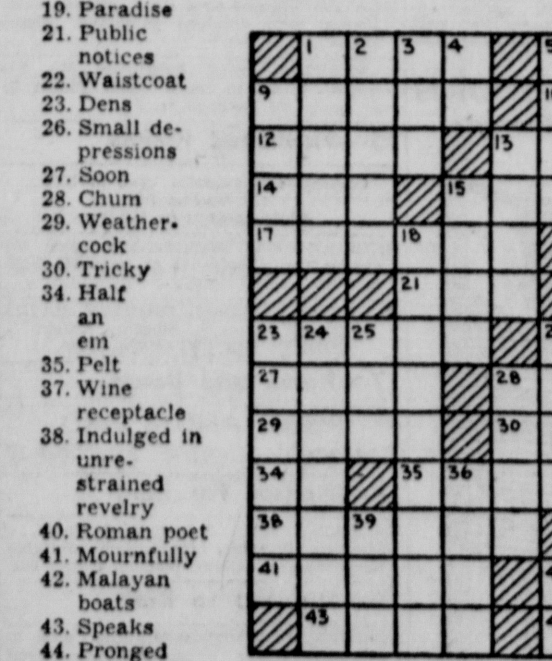 19. Paradise
21. Public
notices
22. Waistcoat
23. Dens
26. Small de-
pressions
27. Soon
28. Chum
29. Weather-
cock
30. Tricky
34. Half
an
em
35. Pelt
37. Wine
receptacle
38. Indulged in
unre-
strained
revelry
40. Roman poet
41. Mournfully
42. Malayan
boats
43. Speaks
44. Pronged
1 2 3 4
9
12 13
14 15
17 18
21
23 24 25
27 28
29 30
34 35 36
38 39
41
43